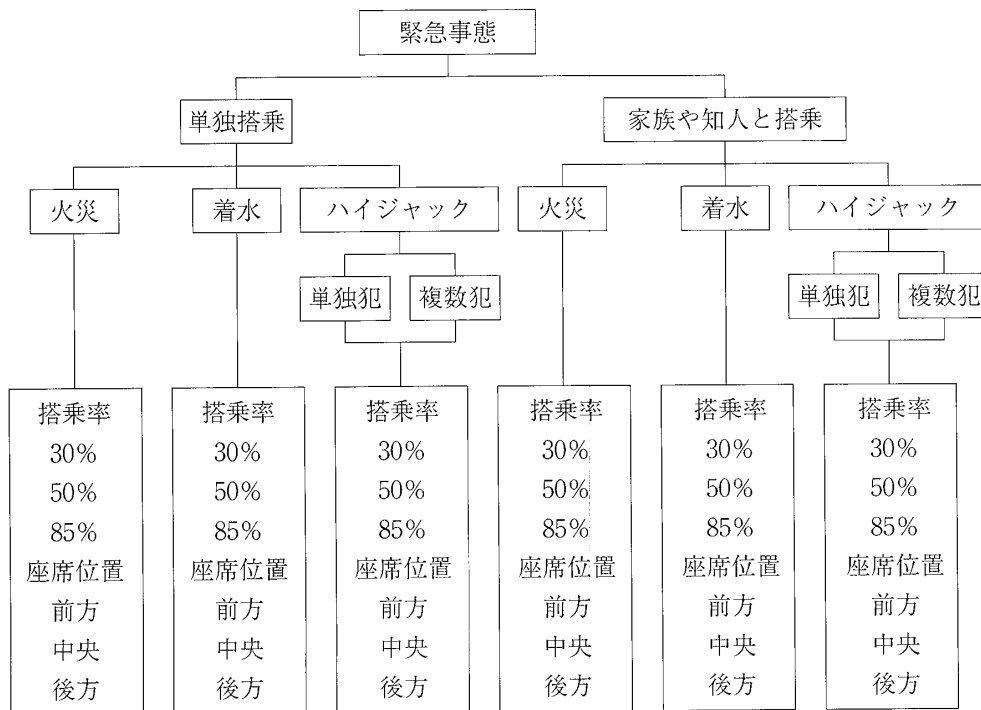 緊急事態
単独搭乗
家族や知人と搭乗
火災
着水
ハイジャック
火災
着水
ハイジャック
単独犯
複数犯
単独犯
複数犯
搭乗率
30%
50%
85%
座席位置
前方
中央
後方
搭乗率
30%
50%
85%
座席位置
前方
中央
後方
搭乗率
30%
50%
85%
座席位置
前方
中央
後方
搭乗率
30%
50%
85%
座席位置
前方
中央
後方
搭乗率
30%
50%
85%
座席位置
前方
中央
後方
搭乗率
30%
50%
85%
座席位置
前方
中央
後方